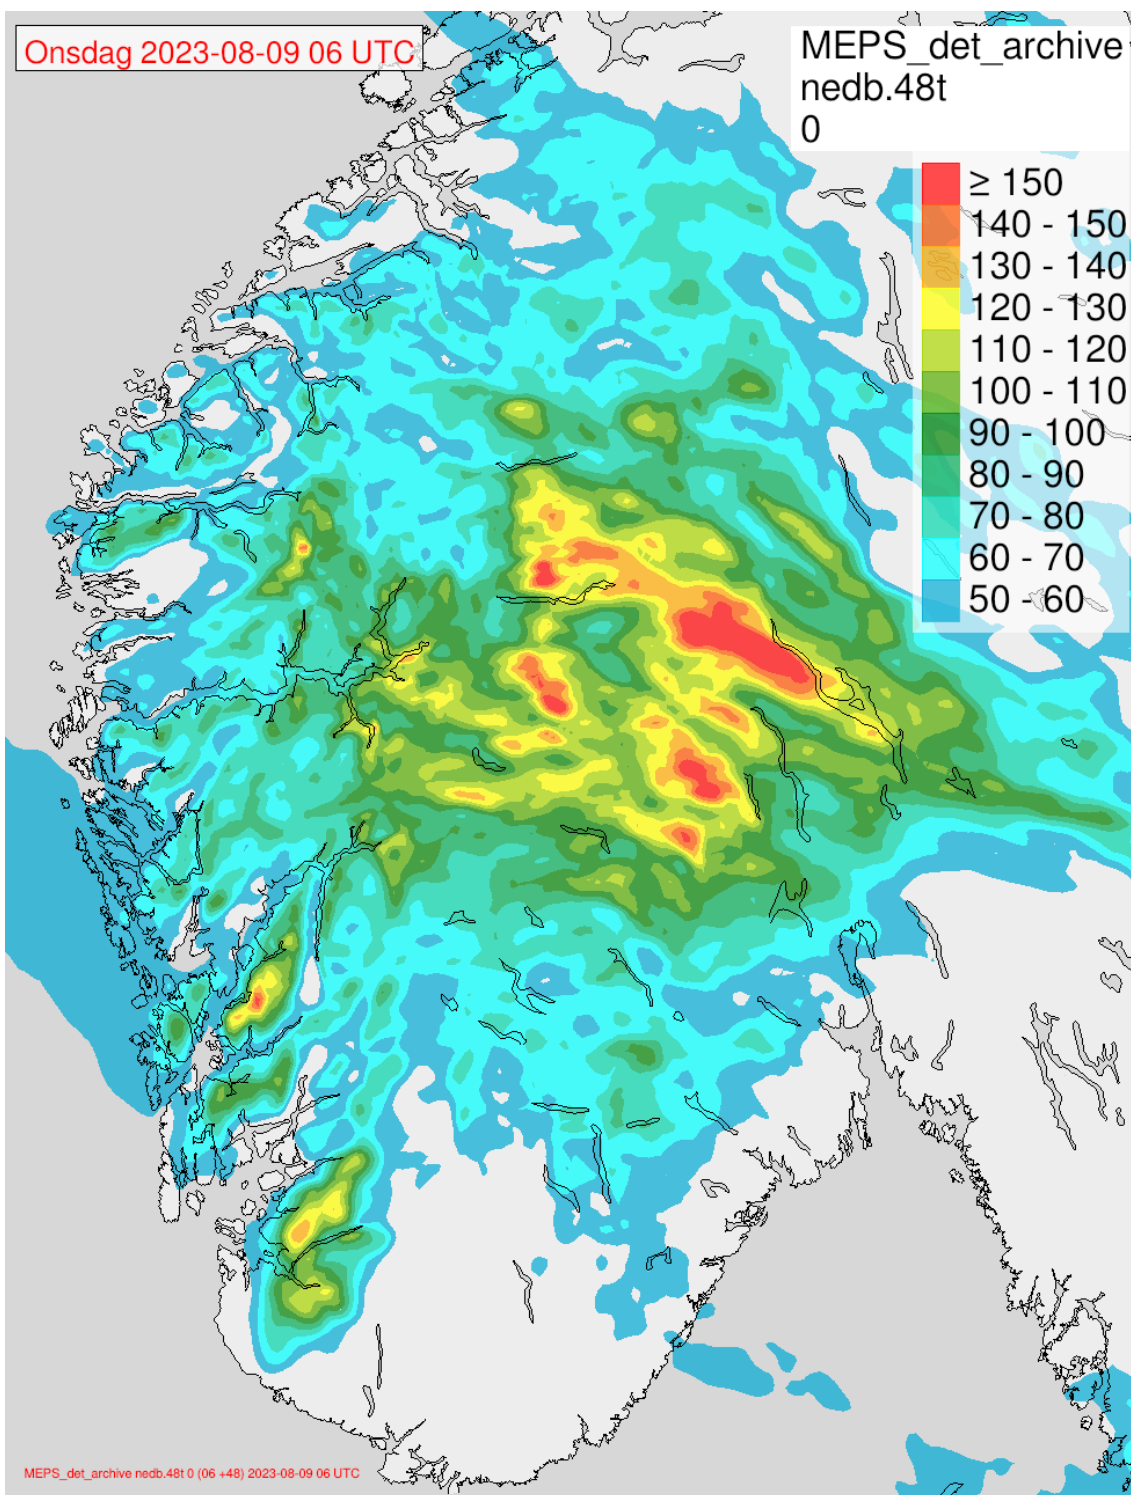 Onsdag 2023-08-09 06 UTC
MEPS_det_archive
nedb.48t
0
≥ 150
140 - 150
130 - 140
120 - 130
110 - 120
100 - 110
90 - 100
80 - 90
70 - 80
60 - 70
50 - 60
MEPS_det_archive nedb.48t 0 (06 +48) 2023-08-09 06 UTC